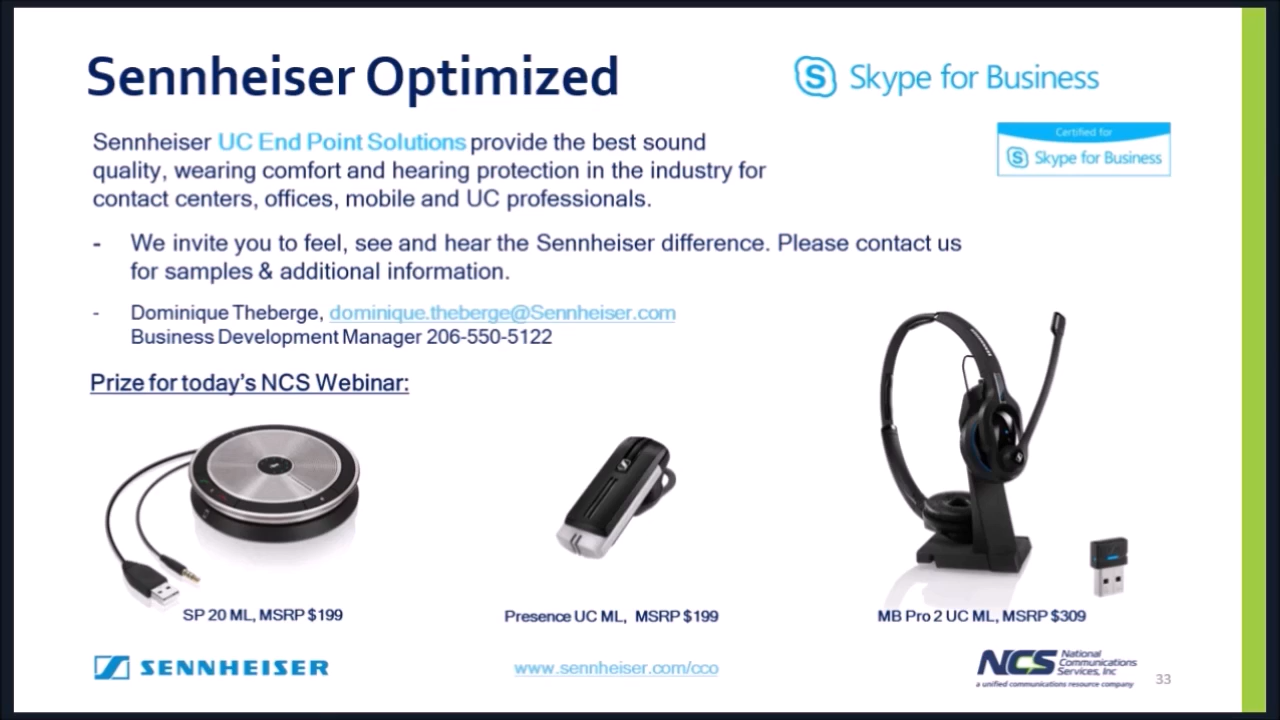 Sennheiser Optimized
Skype for Business
Certified for
Skype for Business
Sennheiser UC End Point Solutions provide the best sound
quality, wearing comfort and hearing protection in the industry for
contact centers, offices, mobile and UC professionals.
- We invite you to feel, see and hear the Sennheiser difference. Please contact us
for samples & additional information.
- Dominique Theberge, dominique.theberge@Sennheiser.com
Business Development Manager 206-550-5122
Prize for today's NCS Webinar:
SP 20 ML, MSRP $199
Presence UC ML, MSRP $199
MB Pro 2 UC ML, MSRP $309
SENNHEISER
www.sennheiser.com/cco
NCS National
Communications
Services, Inc
a unified communications resource company
33